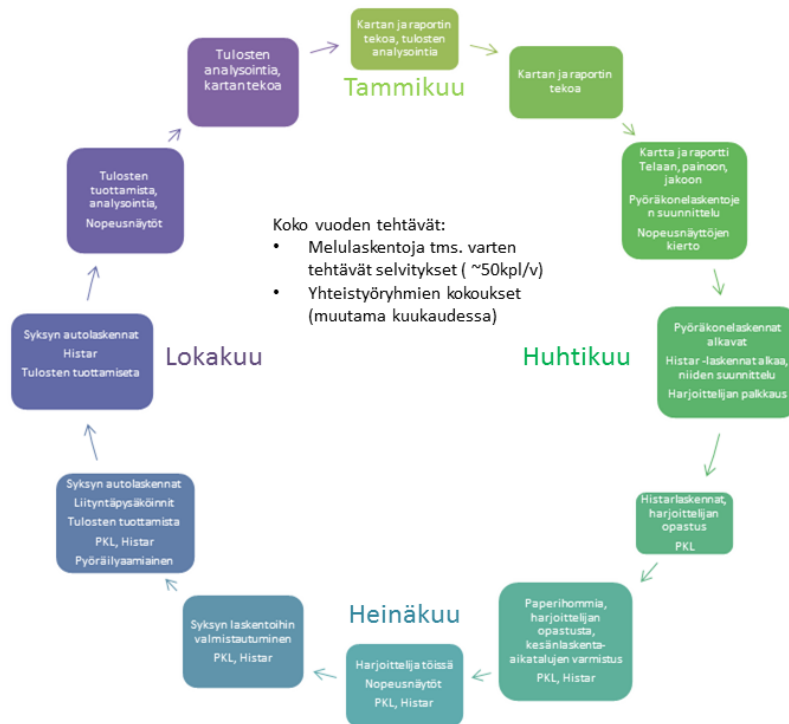 Kartan ja raportin
tekoa, tulosten
analysointia
Tammikuu
Kartan ja raportin
tekoa
Kartta ja raportti
Telaan, painoon,
jakoon
Pyöräkonelaskentoje
n suunnittelu
Nopeusnäyttöjen
kierto
Huhtikuu
Pyöräkonelaskennat
alkavat
Histar -laskennat alkaa,
niiden suunnittelu
Harjoittelijan palkkaus
Histarlaskennat,
harjoittelijan
opastus
PKL
Paperihommia,
harjoittelijan
opastusta,
kesänlaskenta-
aikatalujen varmistus
PKL, Histar
Heinäkuu
Harjoittelija töissä
Nopeusnäytöt
PKL, Histar
Syksyn laskentoihin
valmistautuminen
PKL, Histar
Syksyn autolaskennat
Liityntäpysäköinnit
Tulosten tuottamista
PKL, Histar
Pyöräilyaamiainen
Lokakuu
Syksyn autolaskennat
Histar
Tulosten tuottamiseta
Tulosten
tuottamista,
analysointia,
Nopeusnäytöt
Tulosten
analysointia,
kartan tekoa
Koko vuoden tehtävät:
• Melulaskentoja tms. varten
tehtävät selvitykset ( ~50kpl/v)
• Yhteistyöryhmien kokoukset
(muutama kuukaudessa)